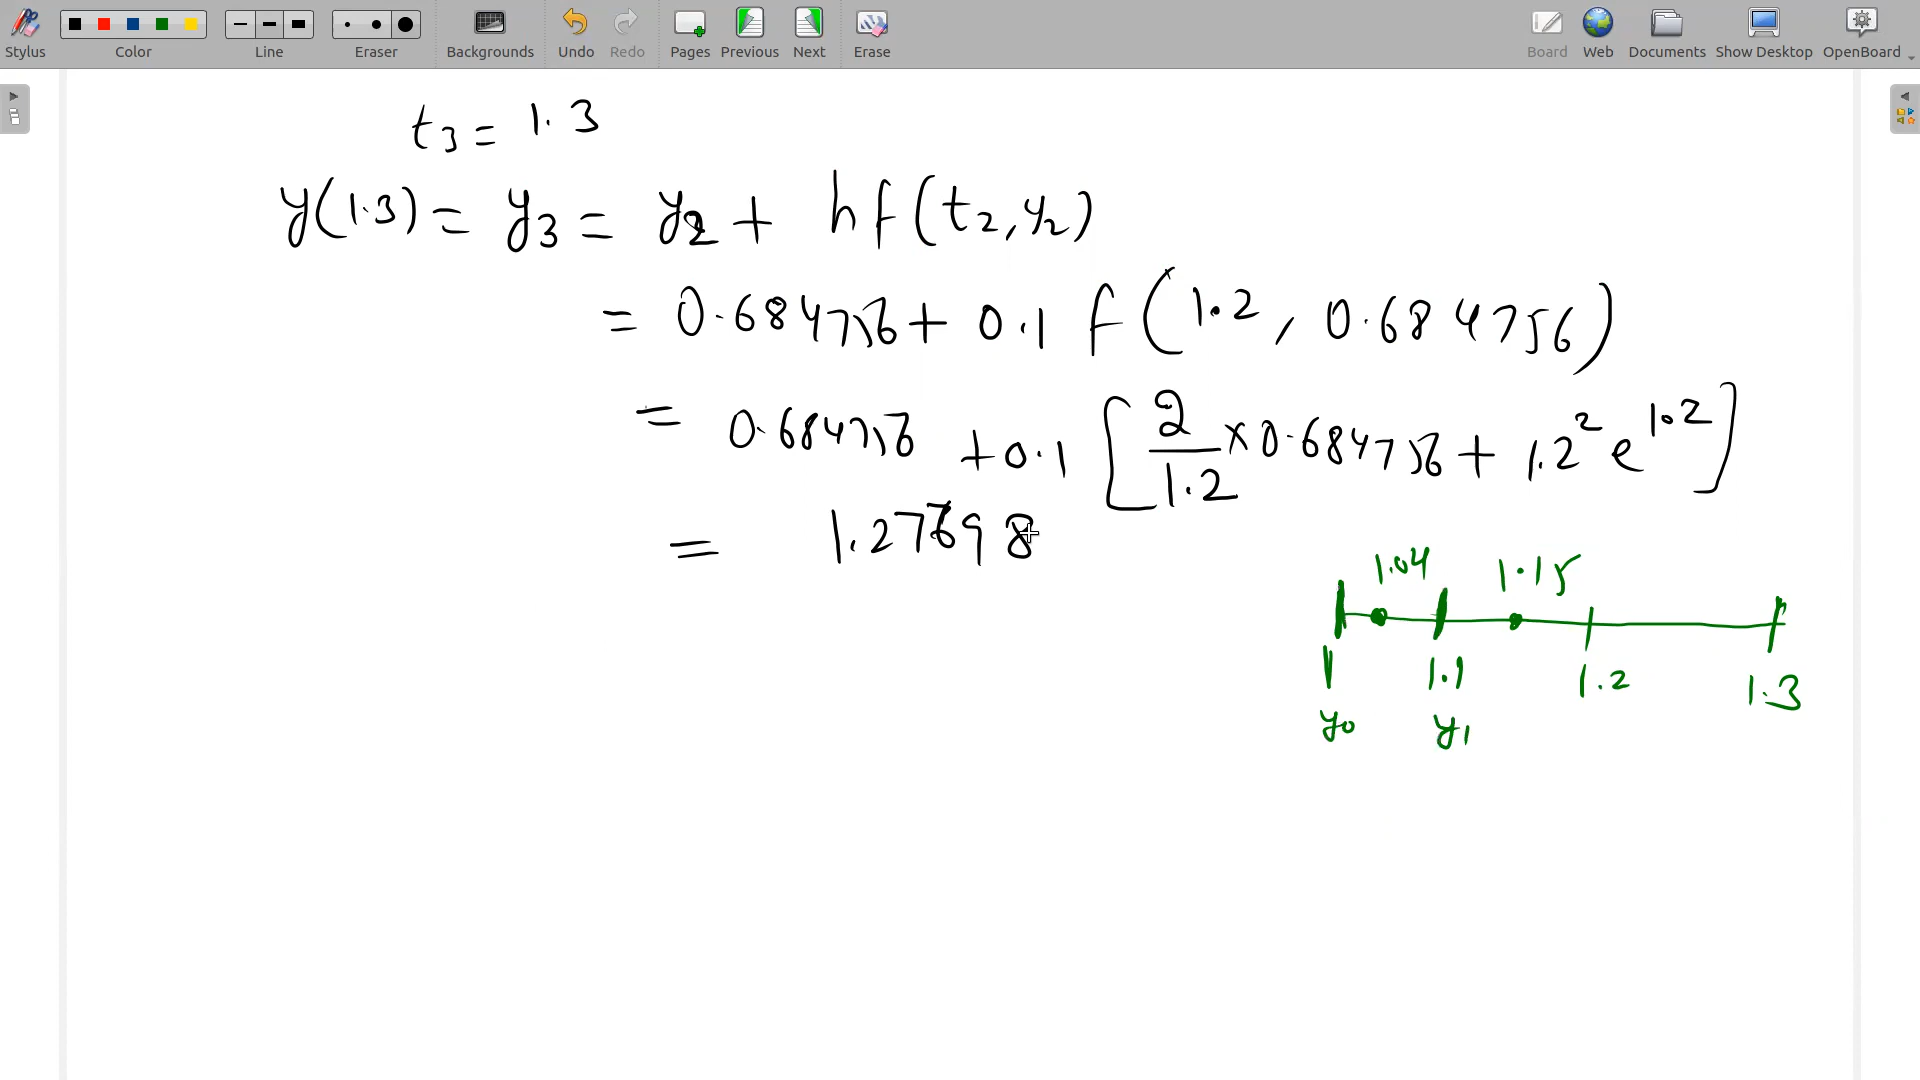 Stylus Color Line Eraser Backgrounds Undo Redo Pages Previous Next Erase Board Web Documents Show Desktop OpenBoard
t₃ = 1.3
y(1.3) = y₃ = y₂ + hf(t₂, y₂)
= 0.684756 + 0.1 f(1.2, 0.684756)
= 0.684756 + 0.1 [2/1.2 × 0.684756 + 1.2² e^1.2]
= 1.27698
1.04 1.15
1 1.1 1.2 1.3
y₀ y₁